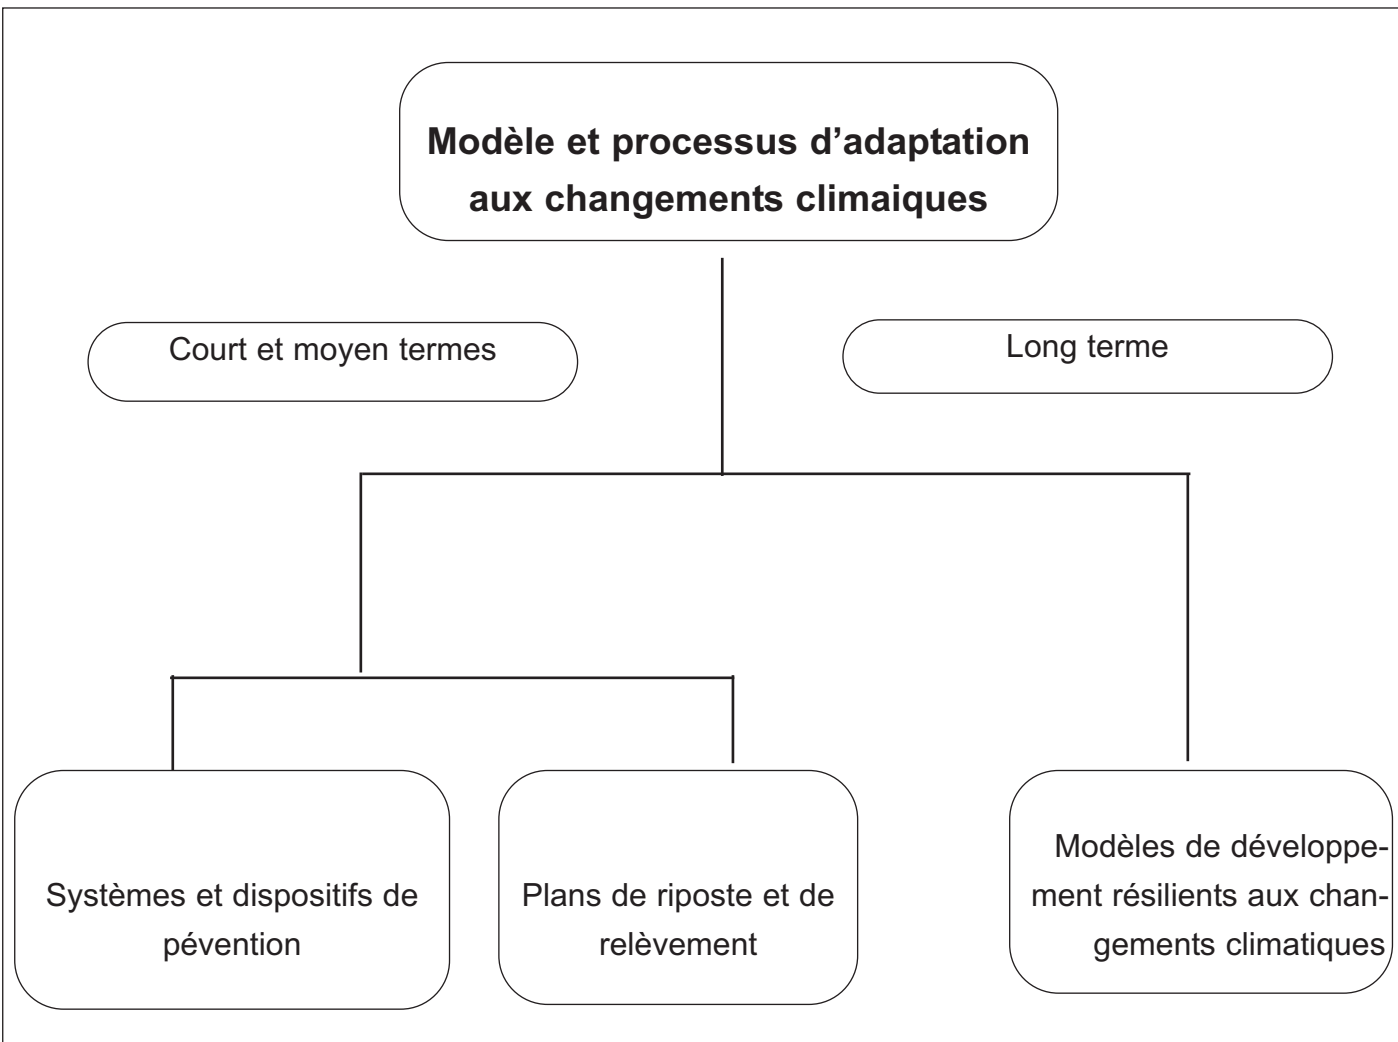 Modèle et processus d’adaptation
aux changements climaiques
Court et moyen termes
Long terme
Systèmes et dispositifs de
pévention
Plans de riposte et de
relèvement
Modèles de développe-
ment résilients aux chan-
gements climatiques